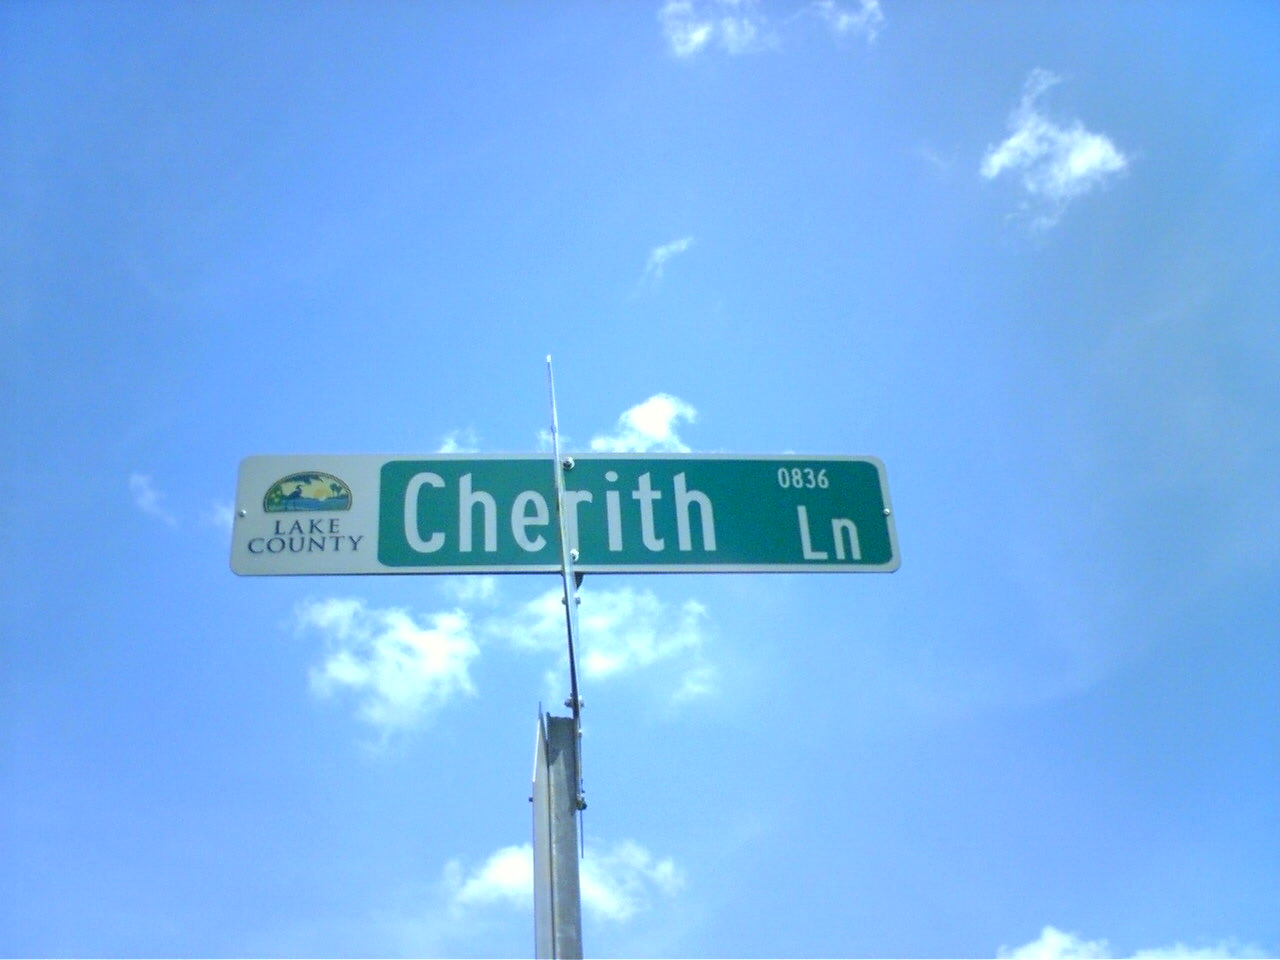 LAKE
COUNTY
Cherith
0836
Ln